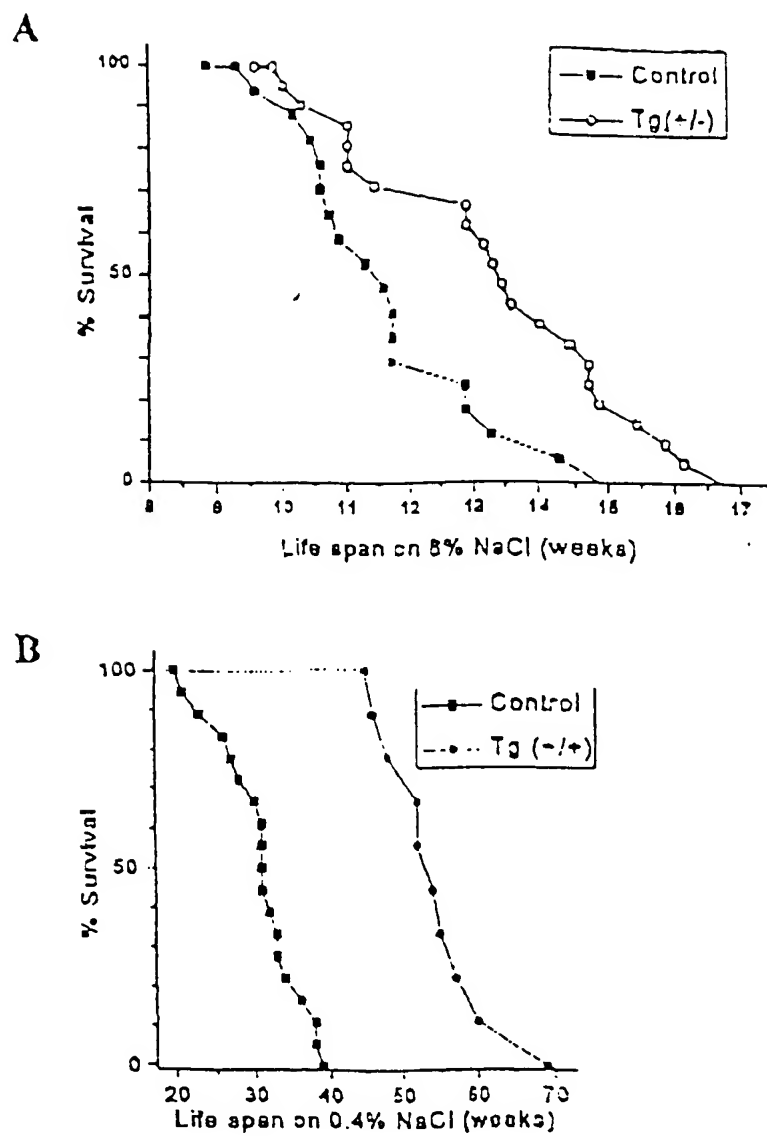 A
100
50
0
% Survival
Control
Tg(+/-)
8 9 10 11 12 13 14 15 16 17
Life span on 8% NaCl (weeks)
B
100
50
0
% Survival
Control
Tg (+/+)
20 30 40 50 60 70
Life span on 0.4% NaCl (weeks)